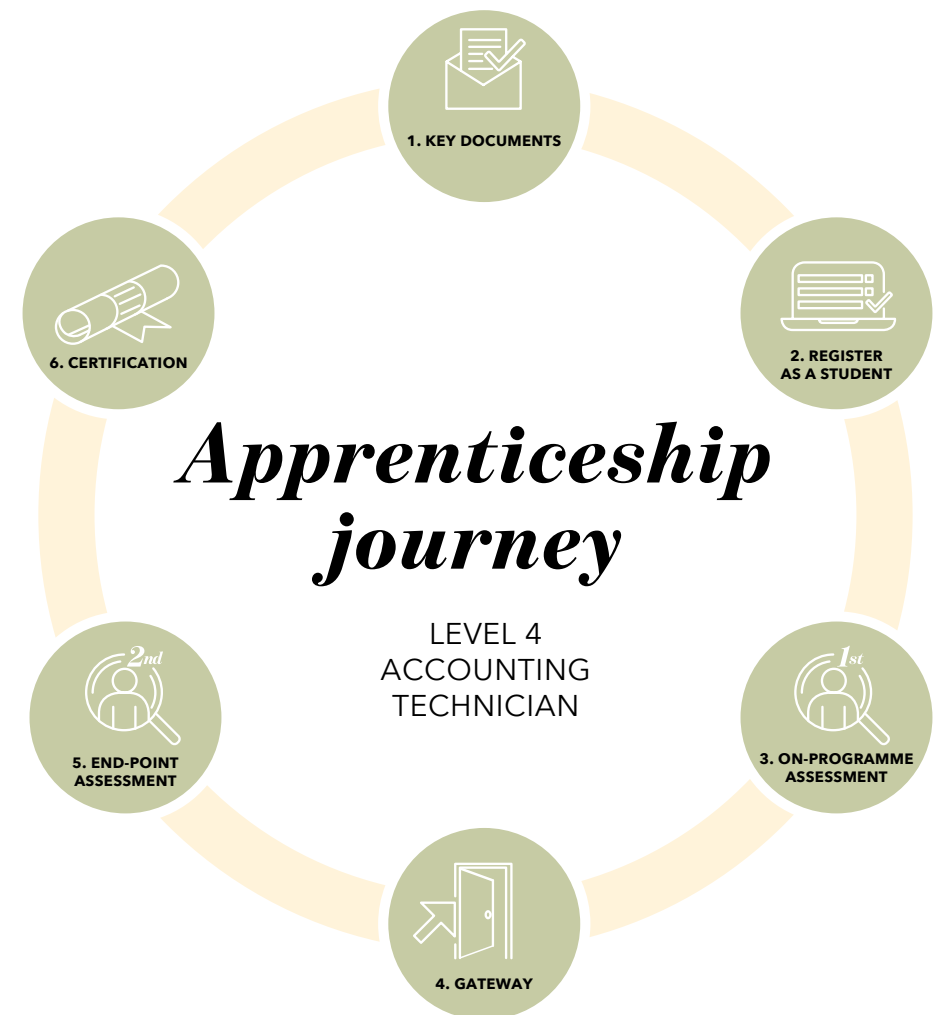 1. KEY DOCUMENTS
2. REGISTER
AS A STUDENT
1st
3. ON-PROGRAMME
ASSESSMENT
4. GATEWAY
2nd
5. END-POINT
ASSESSMENT
6. CERTIFICATION
Apprenticeship
journey
LEVEL 4
ACCOUNTING
TECHNICIAN